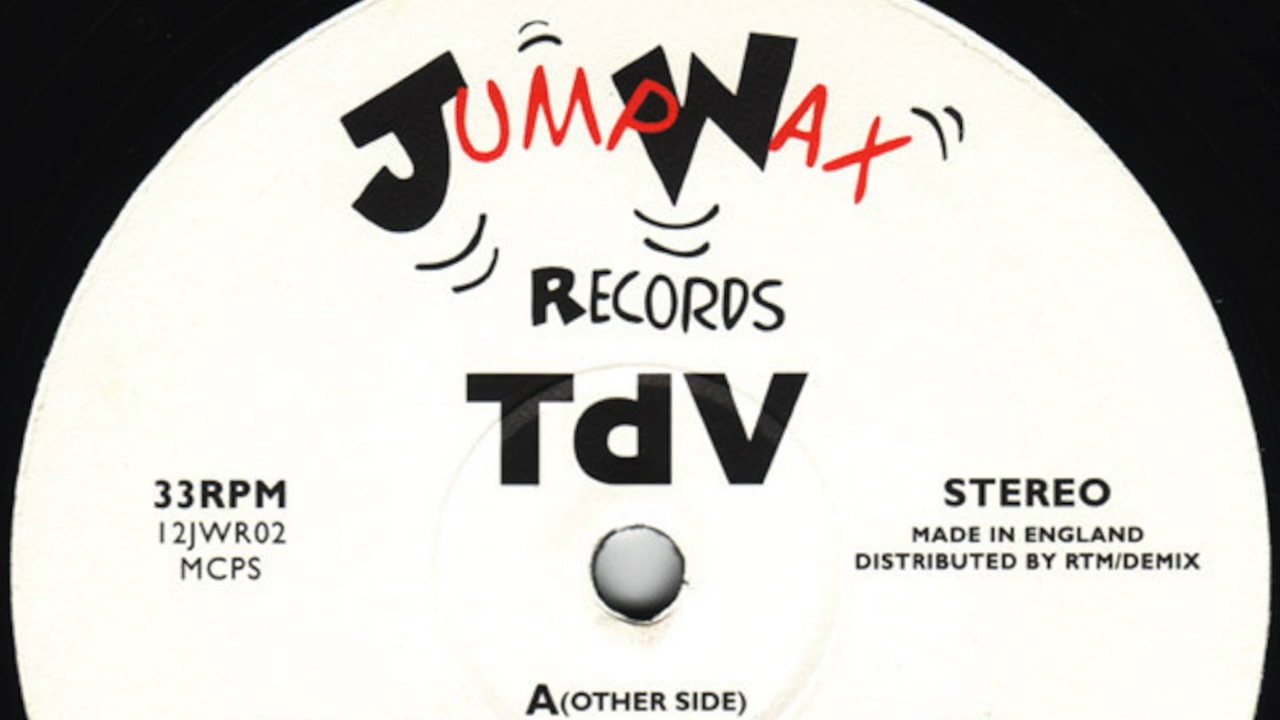 JUMPWAX
RECORDS
TdV
33RPM
12JWR02
MCPS
STEREO
MADE IN ENGLAND
DISTRIBUTED BY RTM/DEMIX
A (OTHER SIDE)